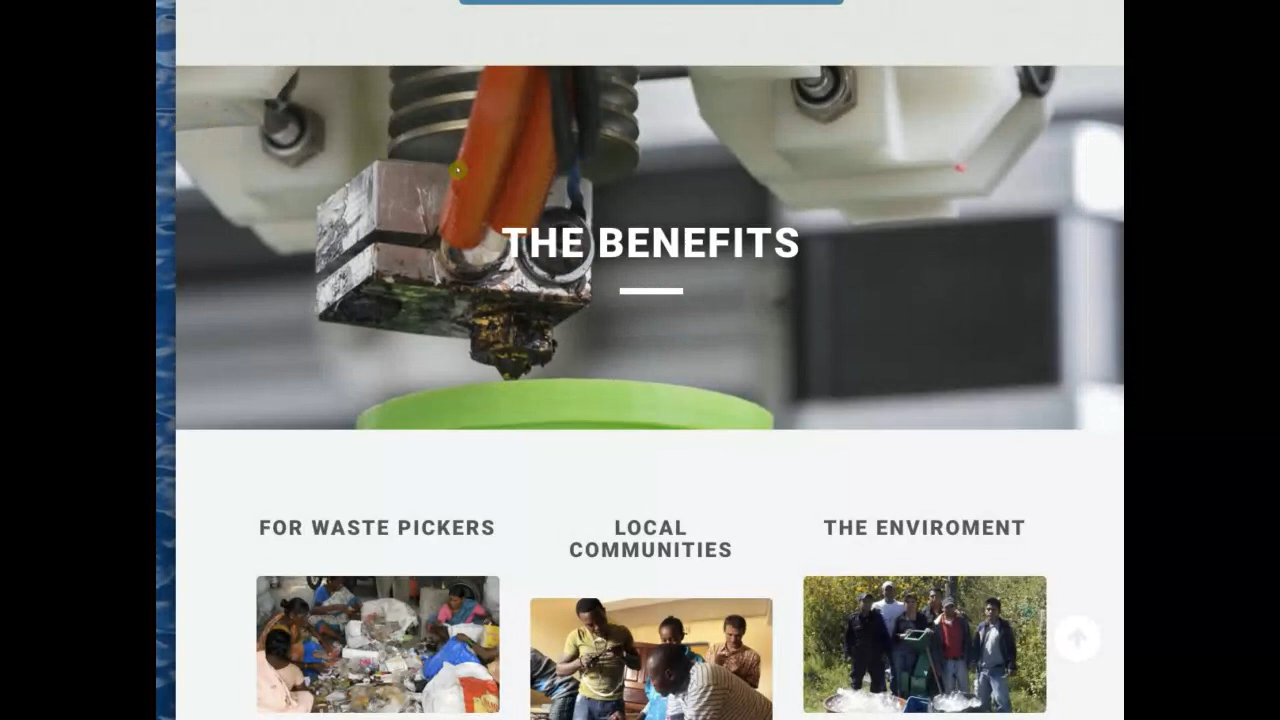 THE BENEFITS
FOR WASTE PICKERS
LOCAL
COMMUNITIES
THE ENVIROMENT